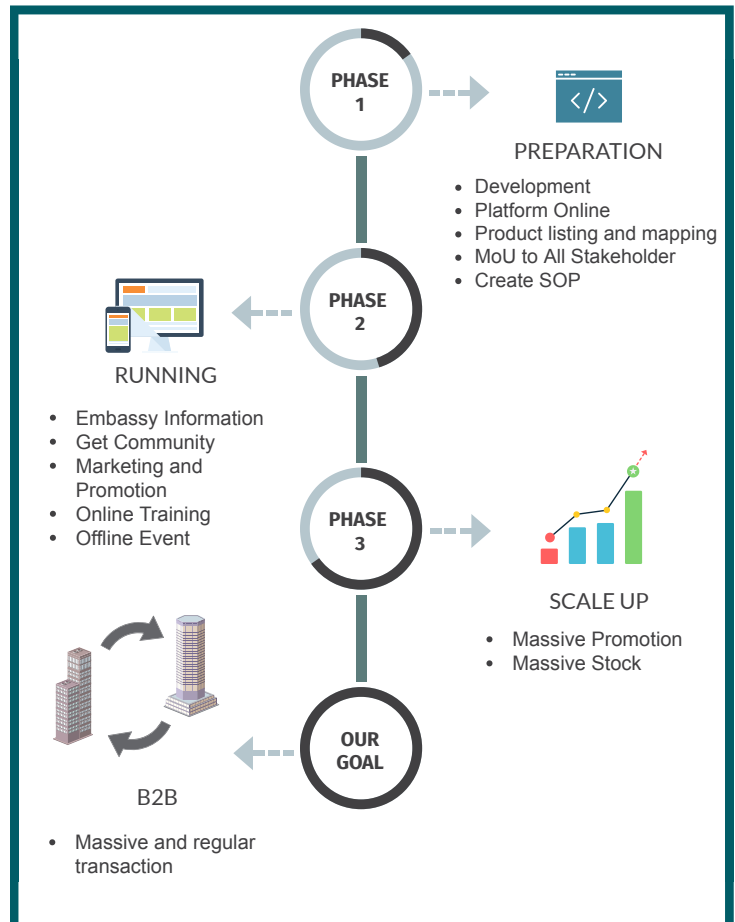 PHASE
1
</>
PREPARATION
• Development
• Platform Online
• Product listing and mapping
• MoU to All Stakeholder
• Create SOP
PHASE
2
RUNNING
• Embassy Information
• Get Community
• Marketing and
Promotion
• Online Training
• Offline Event
PHASE
3
SCALE UP
• Massive Promotion
• Massive Stock
OUR
GOAL
B2B
• Massive and regular
transaction